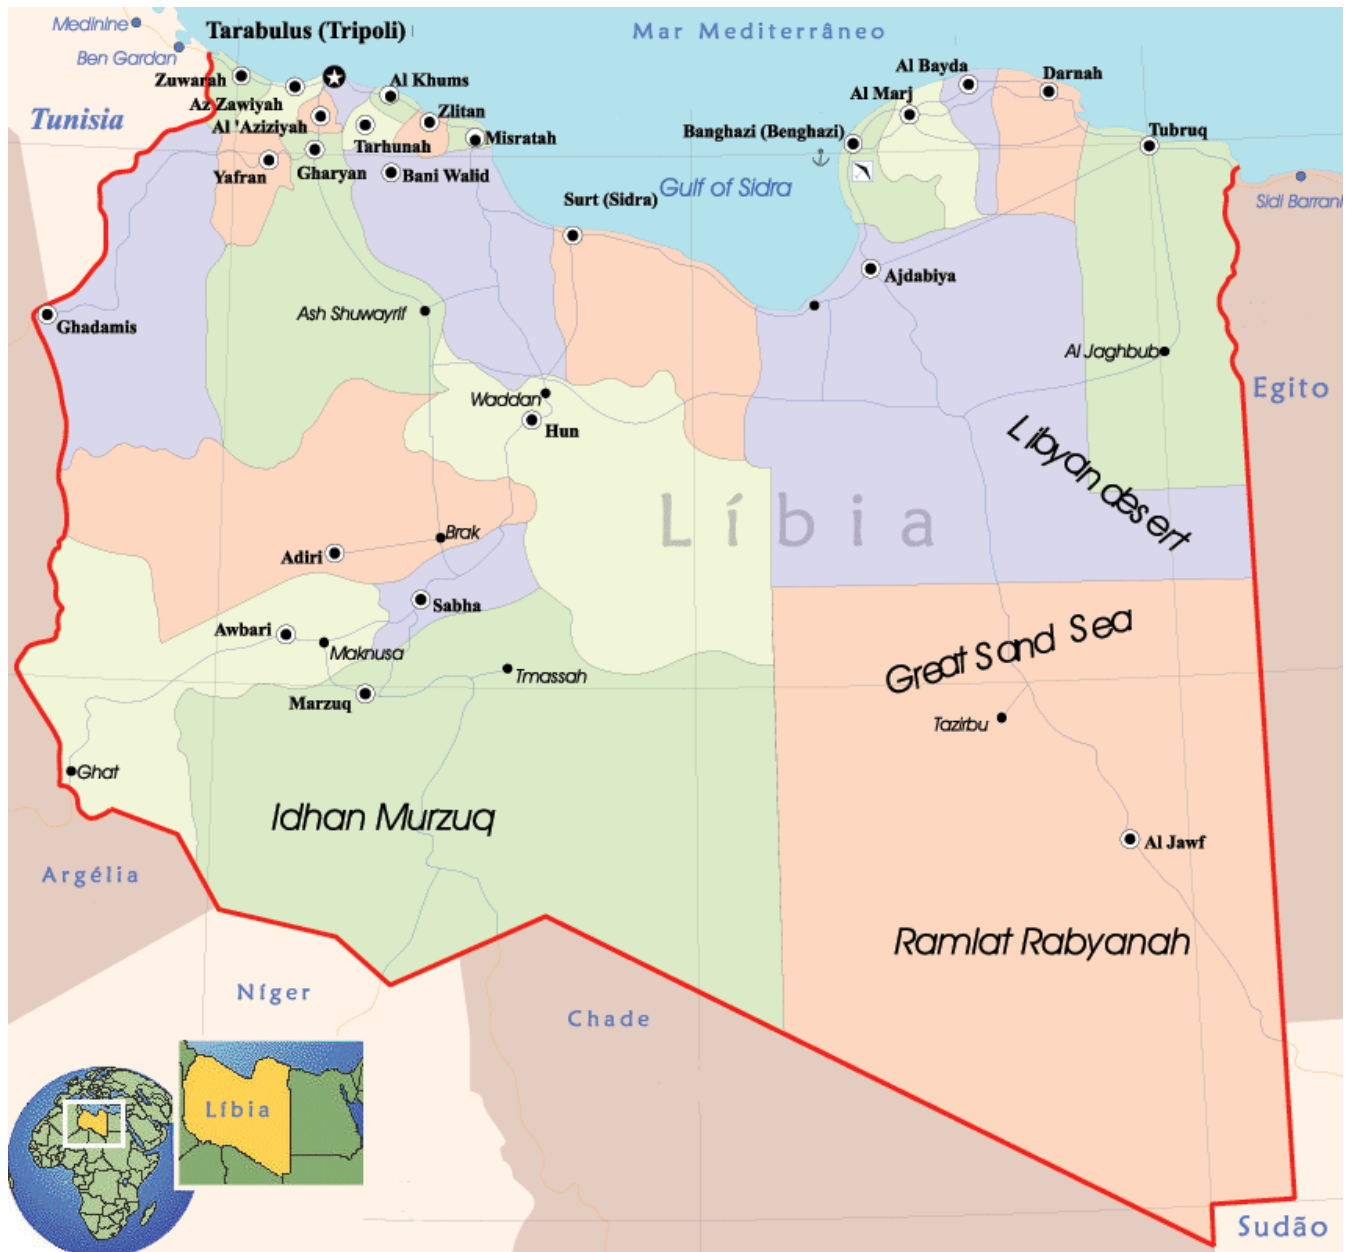 Medinine
Tarabulus (Tripoli)
Mar Mediterrâneo
Ben Gardan
Zuwarah
Al Khums
Al Bayda
Darnah
Az Zawiyah
Al Marj
Tunisia
Al 'Aziziyah
Zlitan
Banghazi (Benghazi)
Tubruq
Tarhunah
Misratah
Yafran
Gharyan
Bani Walid
Gulf of Sidra
Surt (Sidra)
Sidi Barrani
Ajdabiya
Ash Shuwayrif
Ghadamis
Al Jaghbub
Egito
Waddan
Hun
Libyan desert
Líbia
Brak
Adiri
Sabha
Awbari
Maknusa
Great Sand Sea
Tmassah
Marzuq
Tazirbu
Ghat
Idhan Murzuq
Al Jawf
Argélia
Ramlat Rabyanah
Níger
Chade
Líbia
Sudão